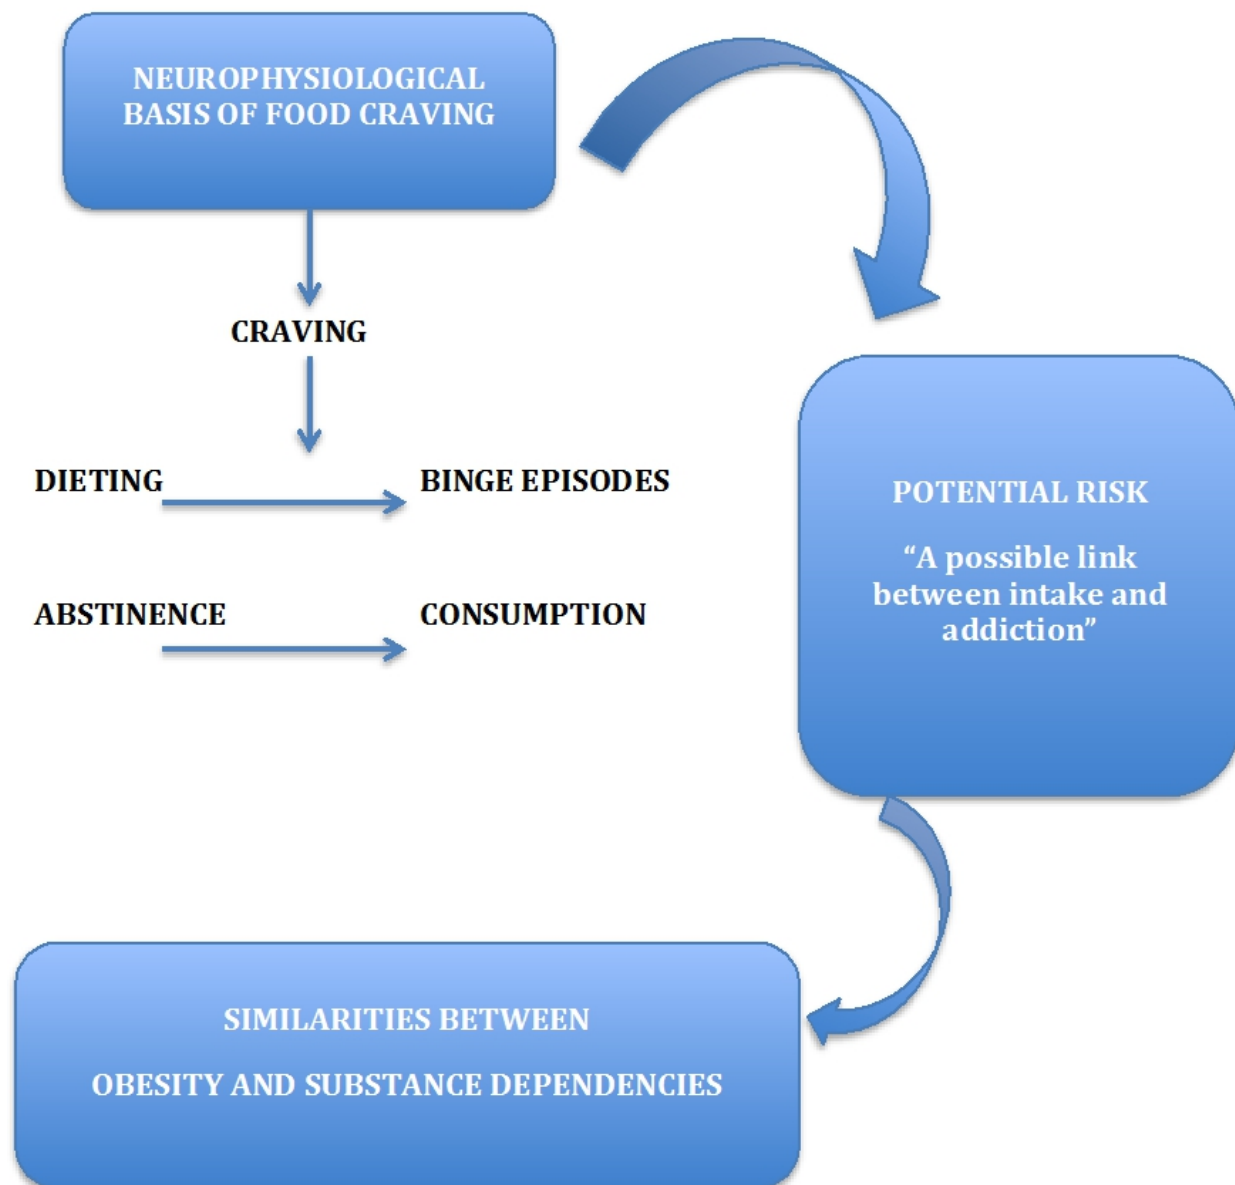 NEUROPHYSIOLOGICAL
BASIS OF FOOD CRAVING
CRAVING
DIETING
BINGE EPISODES
ABSTINENCE
CONSUMPTION
POTENTIAL RISK
“A possible link
between intake and
addiction”
SIMILARITIES BETWEEN
OBESITY AND SUBSTANCE DEPENDENCIES